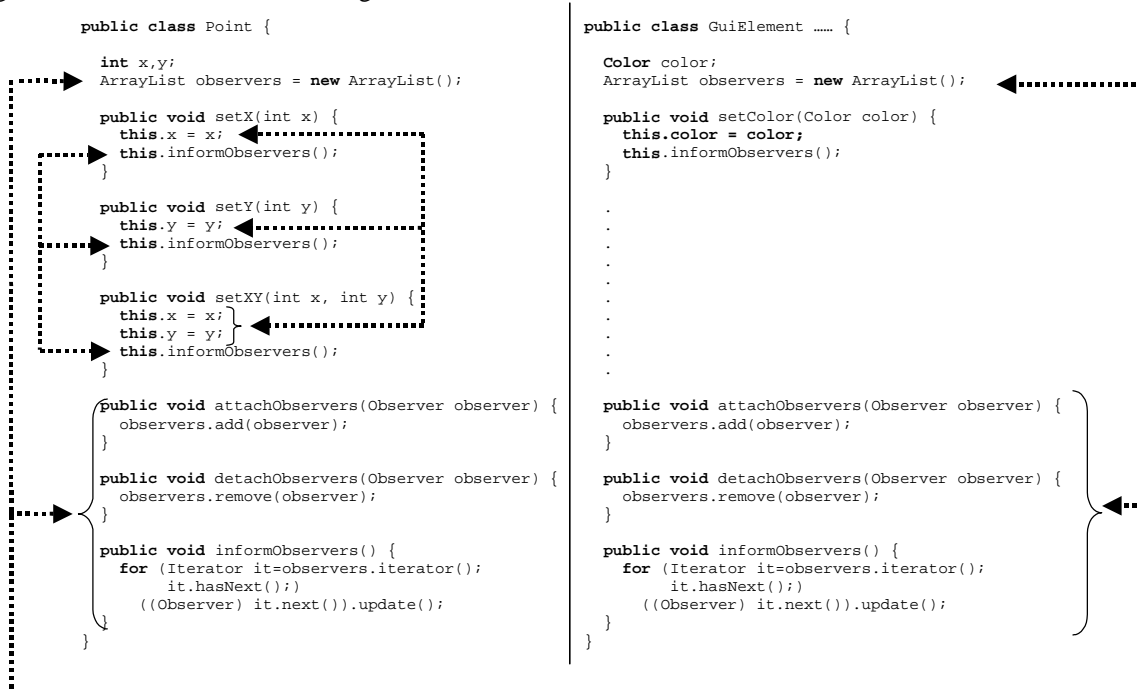 public class Point {
int x,y;
ArrayList observers = new ArrayList();
public void setX(int x) {
this.x = x;
this.informObservers();
}
public void setY(int y) {
this.y = y;
this.informObservers();
}
public void setXY(int x, int y) {
this.x = x;
this.y = y;
this.informObservers();
}
public void attachObservers(Observer observer) {
observers.add(observer);
}
public void detachObservers(Observer observer) {
observers.remove(observer);
}
public void informObservers() {
for (Iterator it=observers.iterator();
it.hasNext();)
((Observer) it.next()).update();
}
}
public class GuiElement …… {
Color color;
ArrayList observers = new ArrayList();
public void setColor(Color color) {
this.color = color;
this.informObservers();
}
.
.
.
.
.
.
.
.
.
.
public void attachObservers(Observer observer) {
observers.add(observer);
}
public void detachObservers(Observer observer) {
observers.remove(observer);
}
public void informObservers() {
for (Iterator it=observers.iterator();
it.hasNext();)
((Observer) it.next()).update();
}
}